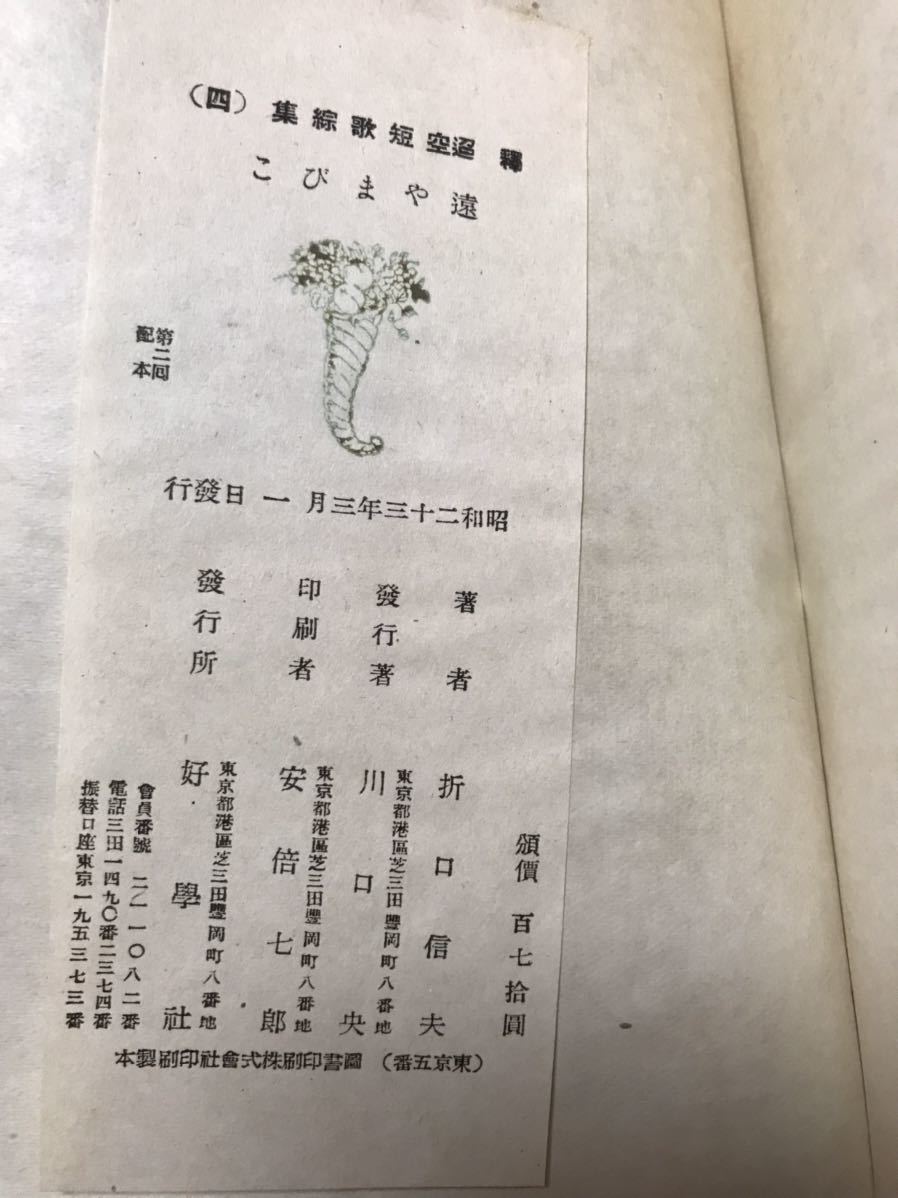 釋迢空短歌綜集（四）
遠やまびこ
第二回
配本
昭和二十三年三月一日發行
頒價 百七拾圓
著者 折口信夫
東京都港區芝三田豐岡町八番地
發行著 川口央
東京都港區芝三田豐岡町八番地
印刷者 安倍七郎
東京都港區芝三田豐岡町八番地
發行所 好學社
會員番號 二〇一〇八二番
電話三田一四九〇番二三七四番
振替口座東京一九五三七三番
（東京五番） 圖書印刷株式會社印刷製本